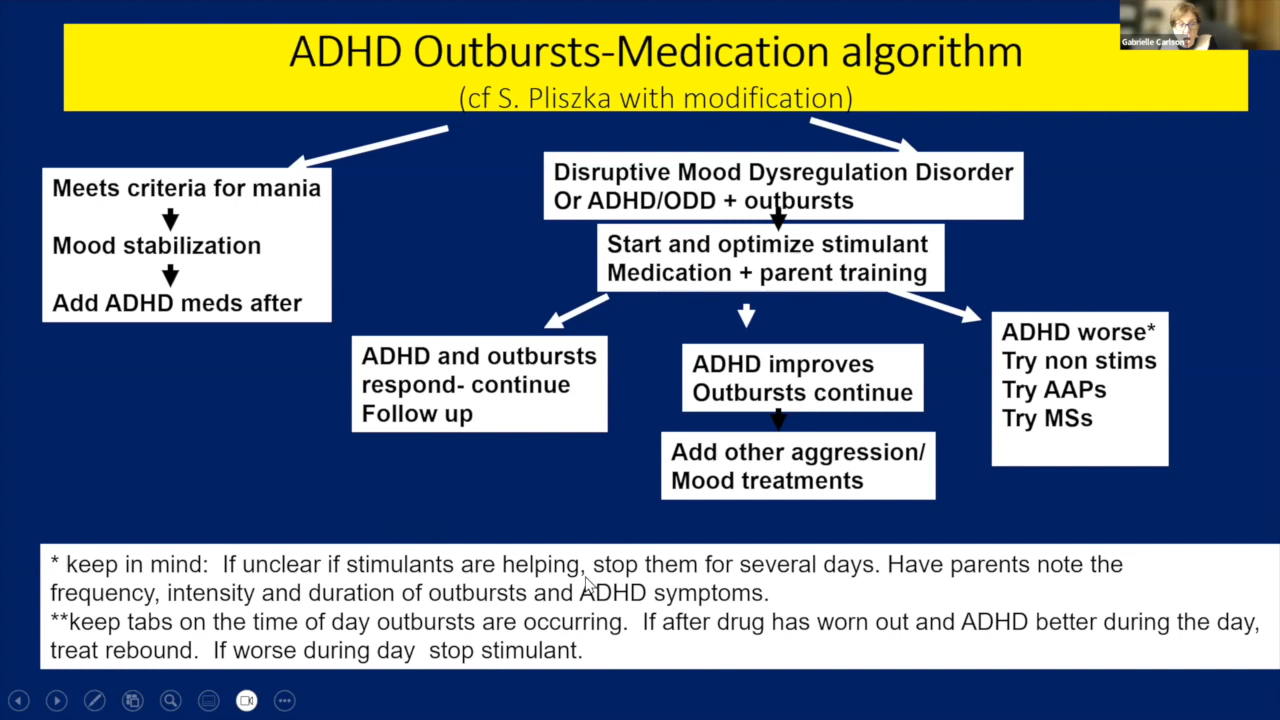 Gabrielle Carlson
ADHD Outbursts-Medication algorithm
(cf S. Pliszka with modification)
Meets criteria for mania
Mood stabilization
Add ADHD meds after
Disruptive Mood Dysregulation Disorder
Or ADHD/ODD + outbursts
Start and optimize stimulant
Medication + parent training
ADHD and outbursts
respond- continue
Follow up
ADHD improves
Outbursts continue
Add other aggression/
Mood treatments
ADHD worse*
Try non stims
Try AAPs
Try MSs
* keep in mind: If unclear if stimulants are helping, stop them for several days. Have parents note the
frequency, intensity and duration of outbursts and ADHD symptoms.
**keep tabs on the time of day outbursts are occurring. If after drug has worn out and ADHD better during the day,
treat rebound. If worse during day stop stimulant.